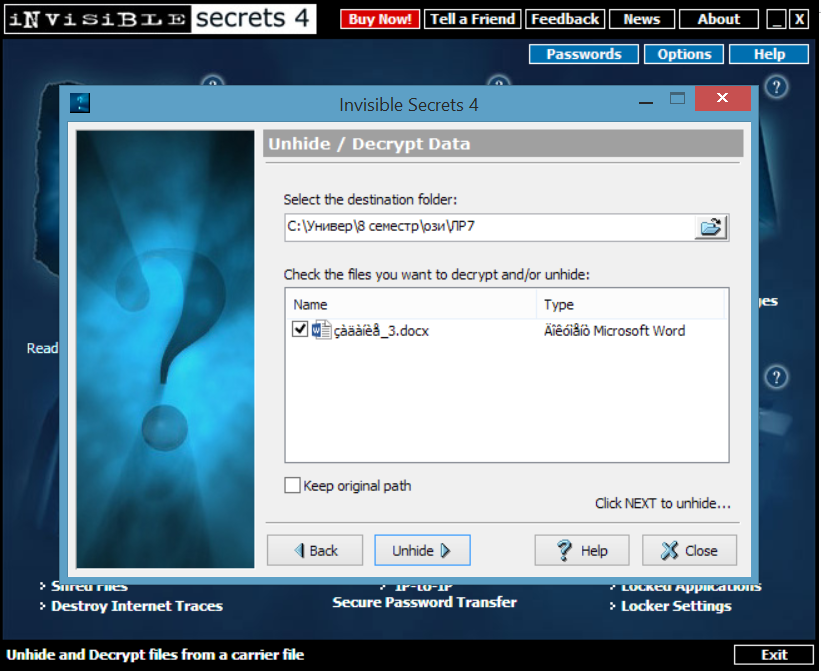 iNViSiBLE secrets 4
Buy Now! Tell a Friend Feedback News About _ X
Passwords Options Help
Invisible Secrets 4
Unhide / Decrypt Data
Select the destination folder:
C:\Универ\8 семестр\ози\ЛР7
Check the files you want to decrypt and/or unhide:
Name Type
çàäàíèå_3.docx Äîêóìåíò Microsoft Word
Read
Keep original path
Click NEXT to unhide...
Back Unhide Help Close
Shred Files IP-to-IP Locked Applications
Destroy Internet Traces Secure Password Transfer Locker Settings
Unhide and Decrypt files from a carrier file Exit